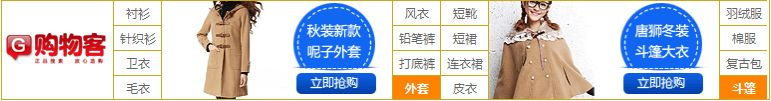 G 购物客
正品搜索 放心选购
衬衫
针织衫
卫衣
毛衣
秋装新款
呢子外套
立即抢购
风衣 短靴
铅笔裤 短裙
打底裤 连衣裙
外套 皮衣
唐狮冬装
斗篷大衣
立即抢购
羽绒服
棉服
复古包
斗篷